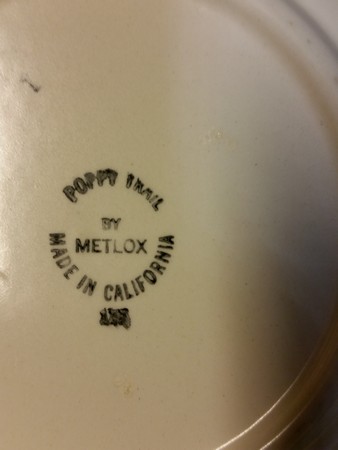 POPPY TRAIL
BY
METLOX
MADE IN CALIFORNIA